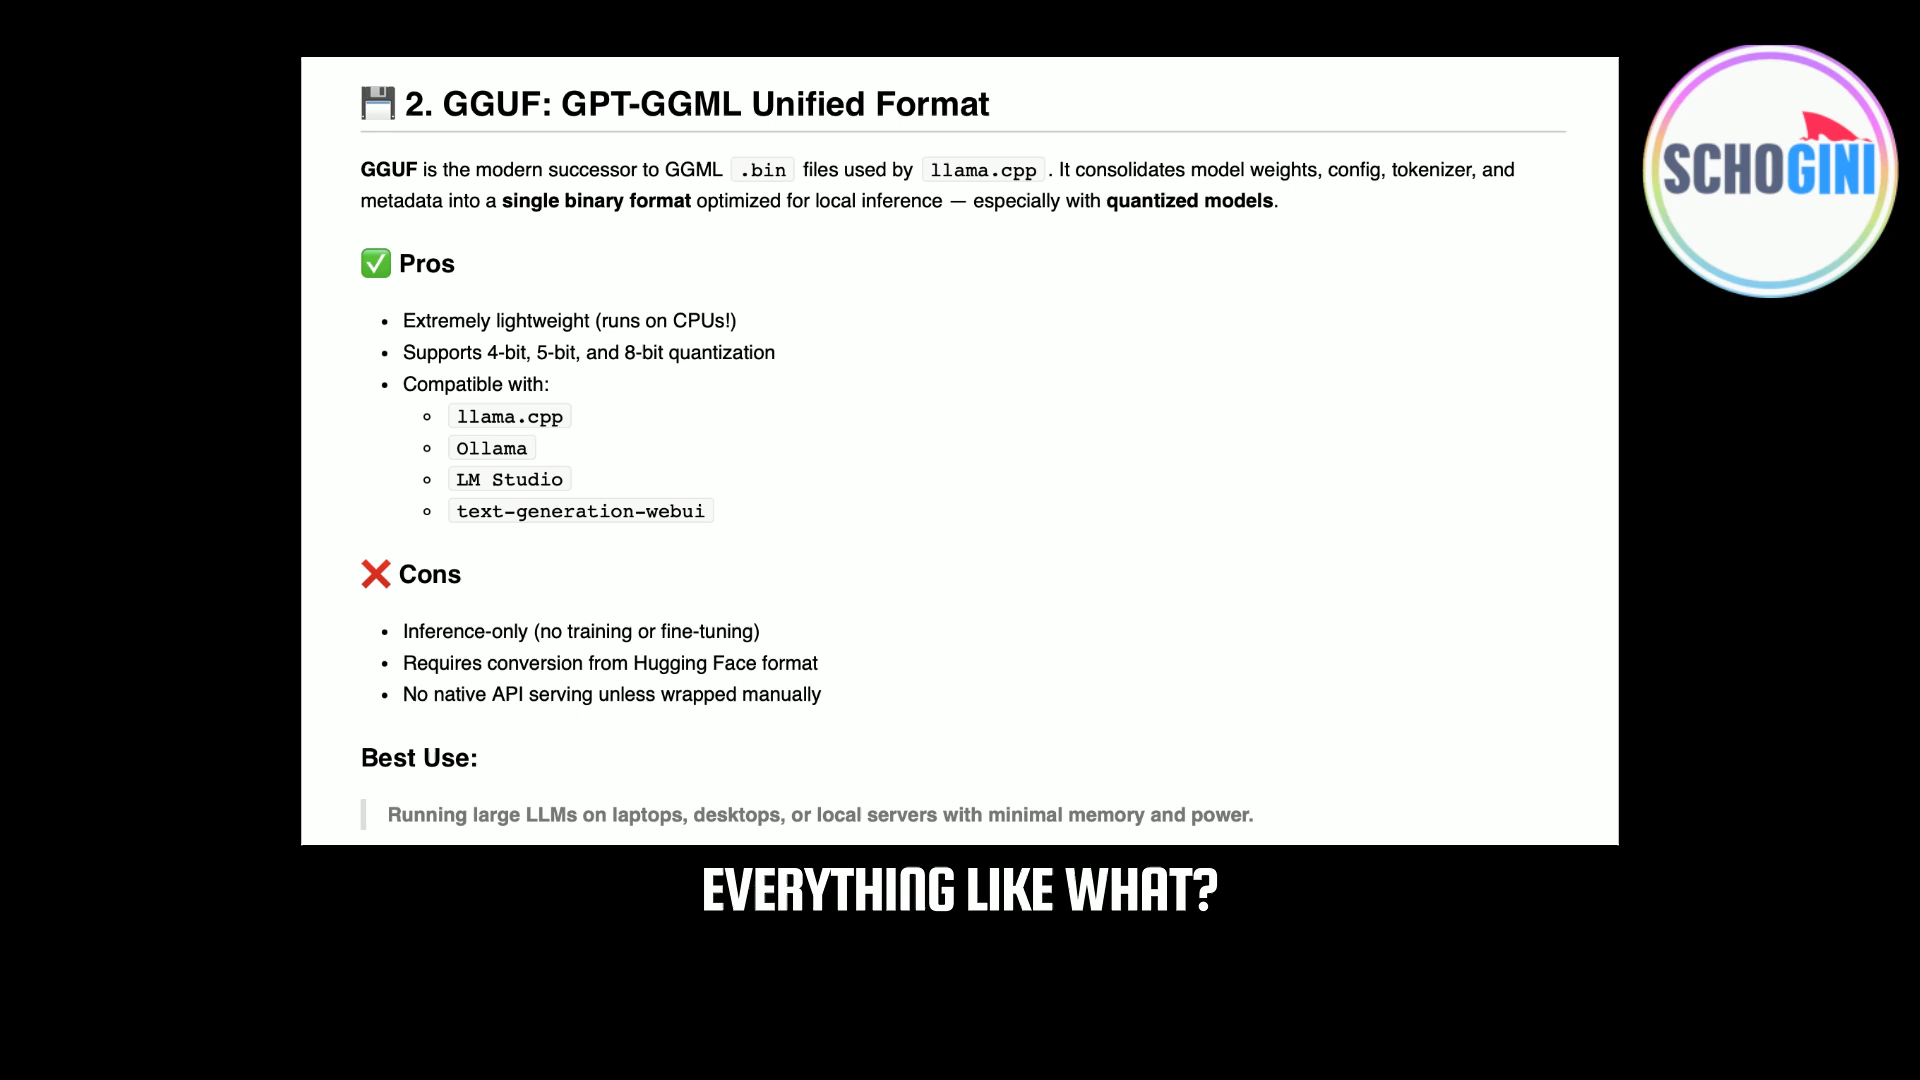 2. GGUF: GPT-GGML Unified Format
GGUF is the modern successor to GGML .bin files used by llama.cpp. It consolidates model weights, config, tokenizer, and
metadata into a single binary format optimized for local inference — especially with quantized models.
Pros
• Extremely lightweight (runs on CPUs!)
• Supports 4-bit, 5-bit, and 8-bit quantization
• Compatible with:
llama.cpp
Ollama
LM Studio
text-generation-webui
Cons
• Inference-only (no training or fine-tuning)
• Requires conversion from Hugging Face format
• No native API serving unless wrapped manually
Best Use:
Running large LLMs on laptops, desktops, or local servers with minimal memory and power.
EVERYTHING LIKE WHAT?
SCHOGINI